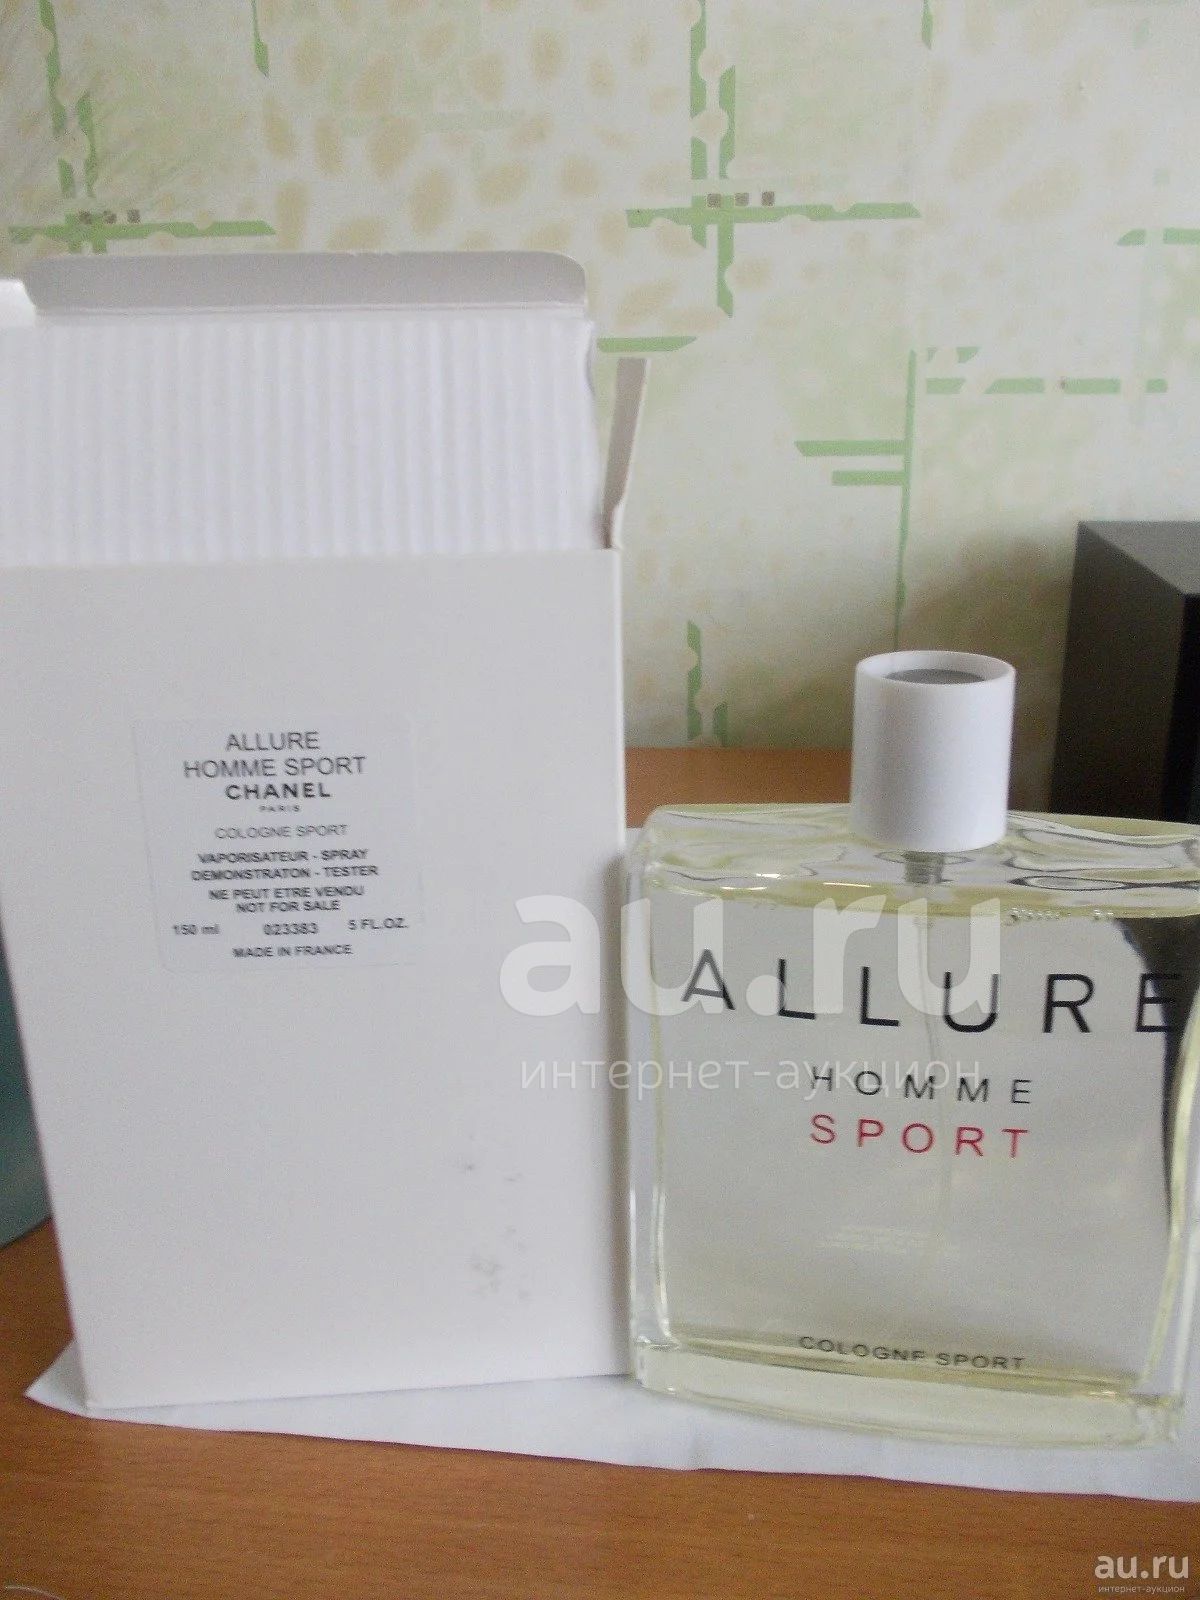 ALLURE
HOMME SPORT
CHANEL
PARIS
COLOGNE SPORT
VAPORISATEUR - SPRAY
DEMONSTRATON - TESTER
NE PEUT ETRE VENDU
NOT FOR SALE
150 ml 023383 5 FL.OZ.
MADE IN FRANCE
ALLURE
HOMME
SPORT
COLOGNE SPORT
au.ru
интернет-аукцион
au.ru
интернет-аукцион